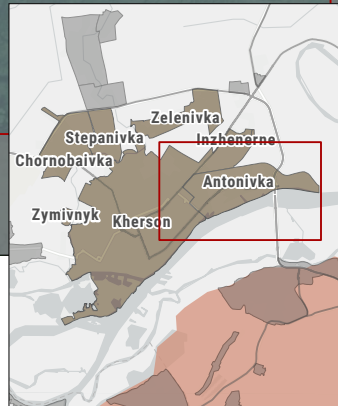 Zelenivka
Stepanivka
Inzhenerne
Chornobaivka
Antonivka
Zymivnyk
Kherson